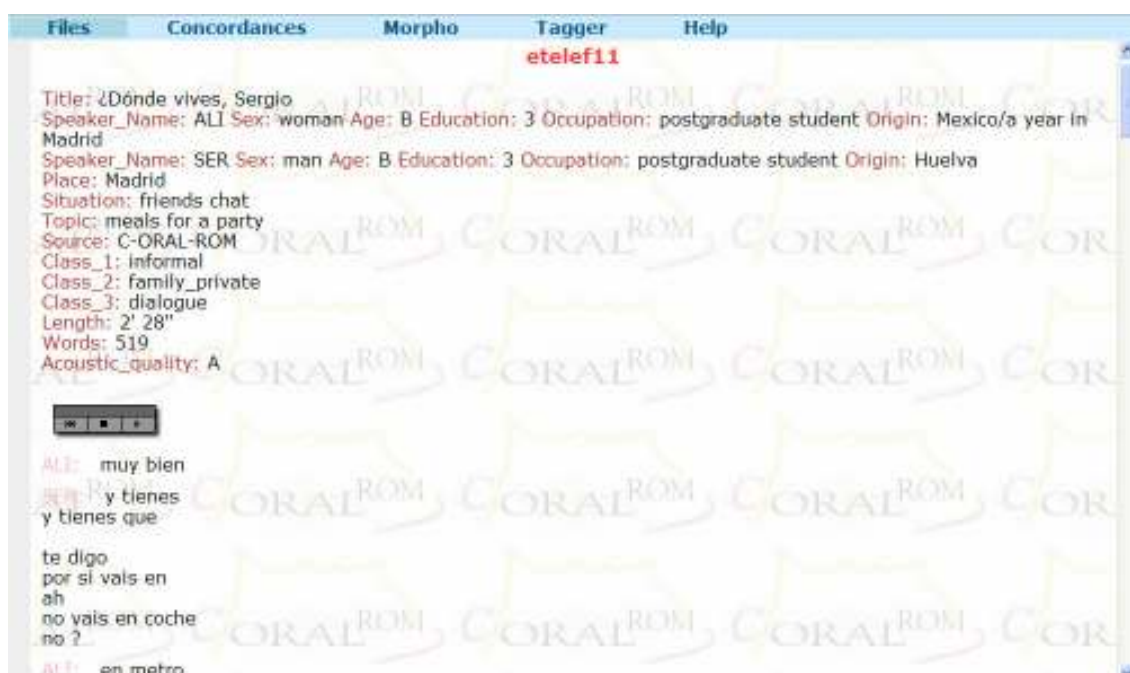 Files Concordances Morpho Tagger Help
etelef11
Title: ¿Dónde vives, Sergio
Speaker_Name: ALI Sex: woman Age: B Education: 3 Occupation: postgraduate student Origin: Mexico/a year in
Madrid
Speaker_Name: SER Sex: man Age: B Education: 3 Occupation: postgraduate student Origin: Huelva
Place: Madrid
Situation: friends chat
Topic: meals for a party
Source: C-ORAL-ROM
Class_1: informal
Class_2: family_private
Class_3: dialogue
Length: 2' 28"
Words: 519
Acoustic_quality: A
ALI: muy bien
SER: y tienes
y tienes que
te digo
por si vais en
ah
no vais en coche
no ?
ALI: en metro